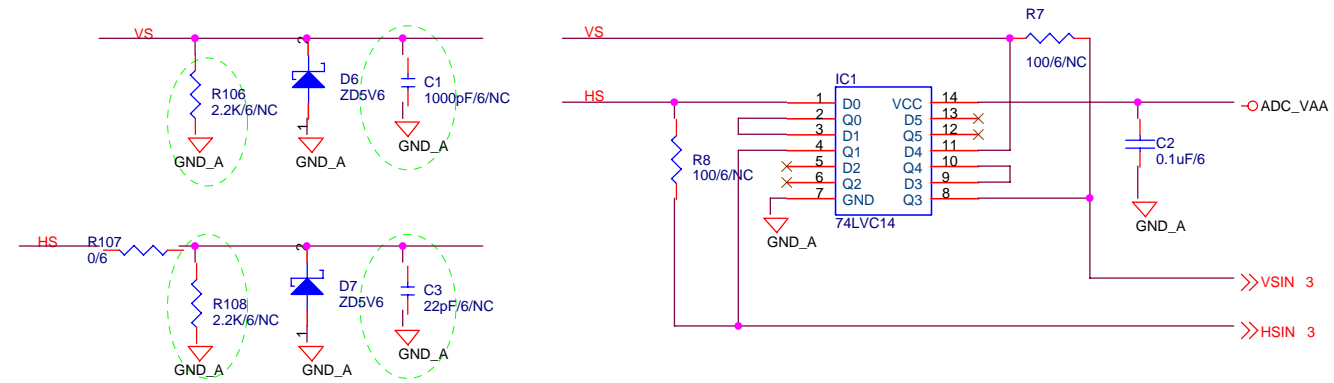 VS
2
R106
2.2K/6/NC
D6
ZD5V6
C1
1000pF/6/NC
1
GND_A
GND_A
GND_A
HS
R107
0/6
2
R108
2.2K/6/NC
D7
ZD5V6
C3
22pF/6/NC
1
GND_A
GND_A
GND_A
VS
R7
100/6/NC
HS
IC1
1 D0 VCC 14
2 Q0 D5 13
3 D1 Q5 12
4 Q1 D4 11
5 D2 Q4 10
6 Q2 D3 9
7 GND Q3 8
74LVC14
R8
100/6/NC
GND_A
ADC_VAA
C2
0.1uF/6
GND_A
VSIN 3
HSIN 3